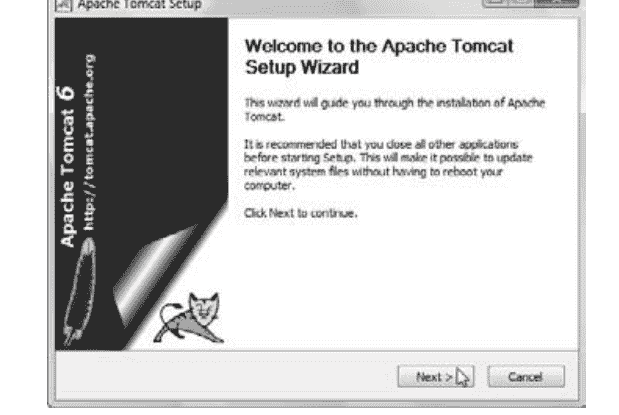 Apache Tomcat Setup
Apache Tomcat 6
http://tomcat.apache.org
Welcome to the Apache Tomcat
Setup Wizard
This wizard will guide you through the installation of Apache
Tomcat.
It is recommended that you close all other applications
before starting Setup. This will make it possible to update
relevant system files without having to reboot your
computer.
Click Next to continue.
Next >
Cancel